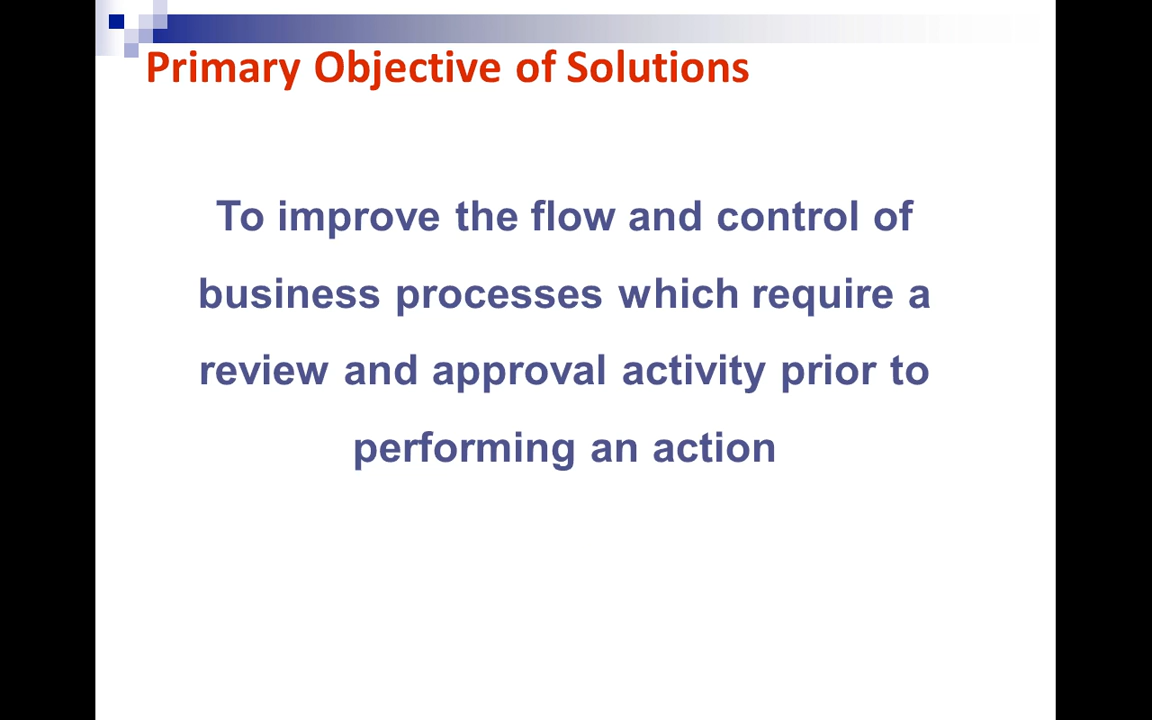 Primary Objective of Solutions
To improve the flow and control of
business processes which require a
review and approval activity prior to
performing an action